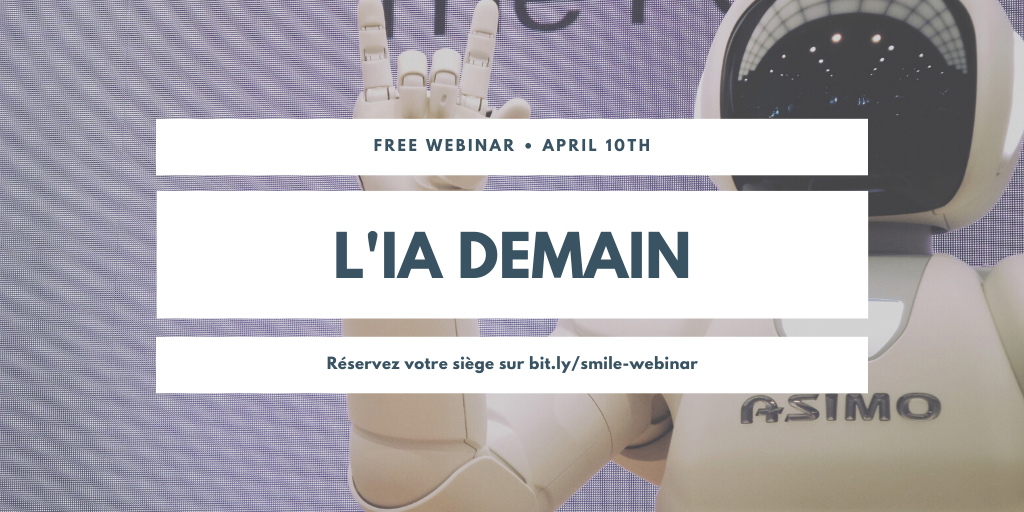 FREE WEBINAR • APRIL 10TH
L'IA DEMAIN
Réservez votre siège sur bit.ly/smile-webinar
ASIMO